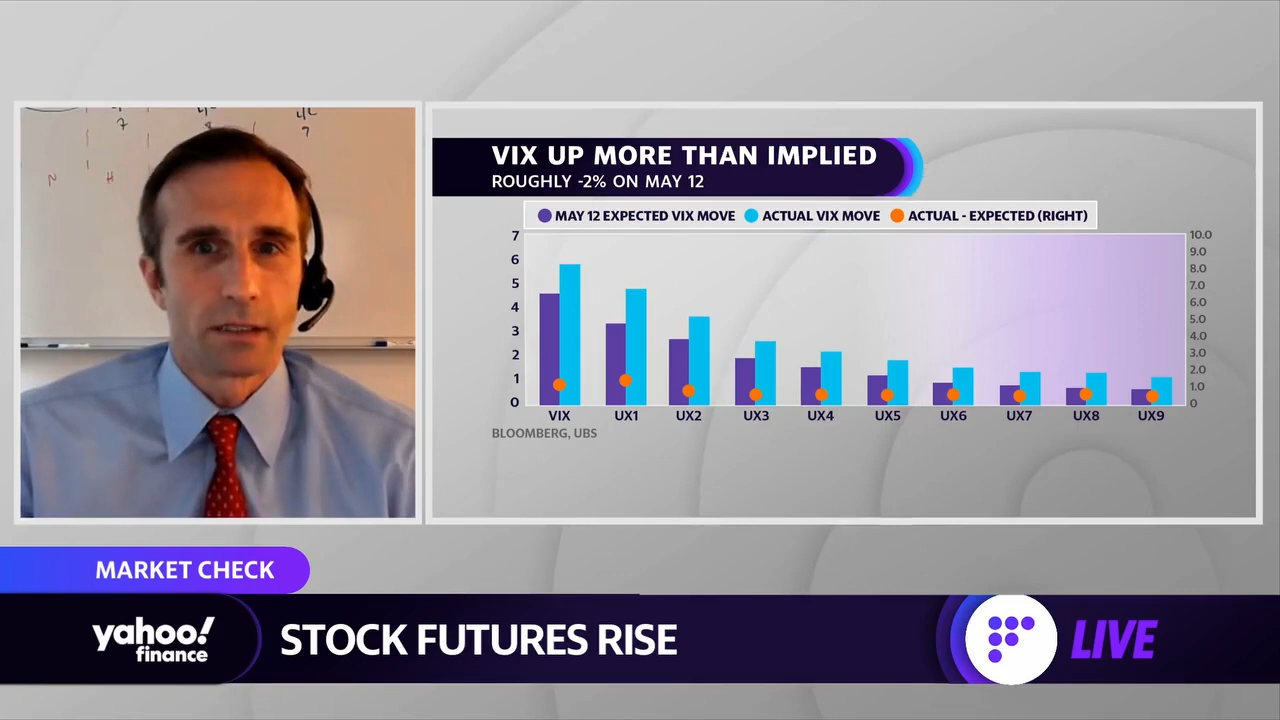 7
9
N H
VIX UP MORE THAN IMPLIED
ROUGHLY -2% ON MAY 12
MAY 12 EXPECTED VIX MOVE ACTUAL VIX MOVE ACTUAL - EXPECTED (RIGHT)
7
6
5
4
3
2
1
0
10.0
9.0
8.0
7.0
6.0
5.0
4.0
3.0
2.0
1.0
0
VIX UX1 UX2 UX3 UX4 UX5 UX6 UX7 UX8 UX9
BLOOMBERG, UBS
MARKET CHECK
yahoo!
finance
STOCK FUTURES RISE
LIVE